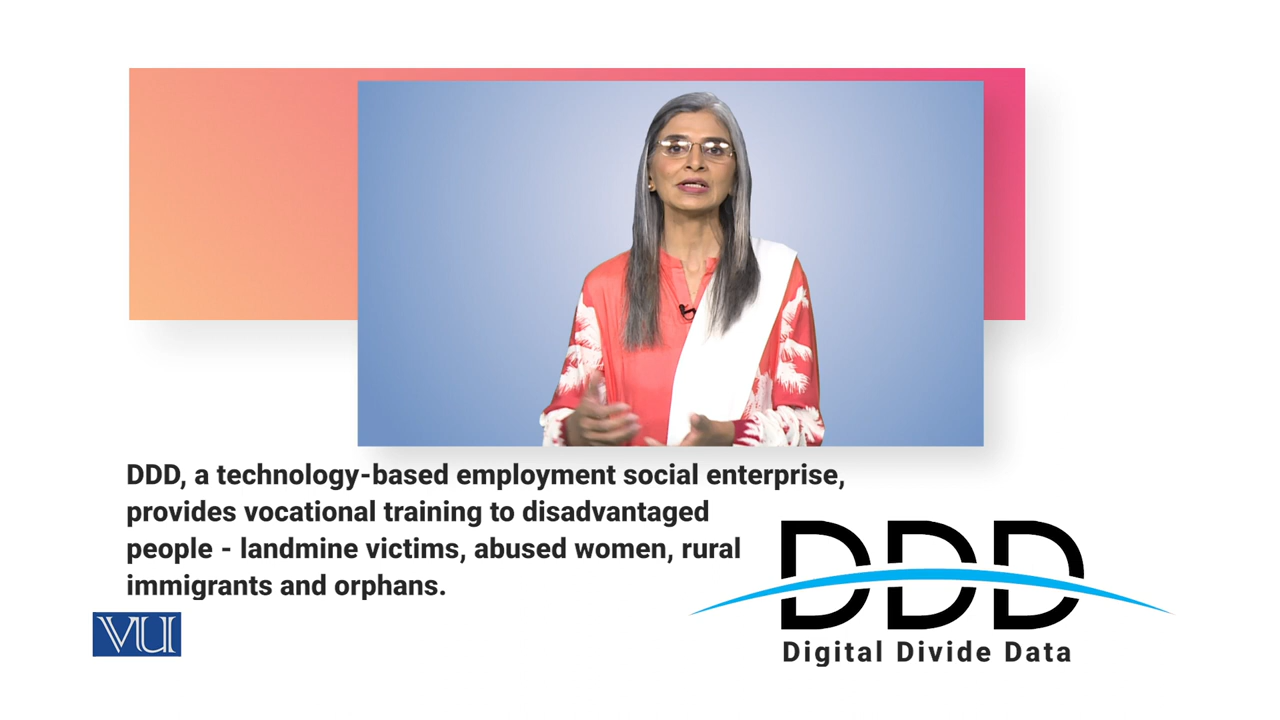 DDD, a technology-based employment social enterprise,
provides vocational training to disadvantaged
people - landmine victims, abused women, rural
immigrants and orphans.
VU
DDD
Digital Divide Data